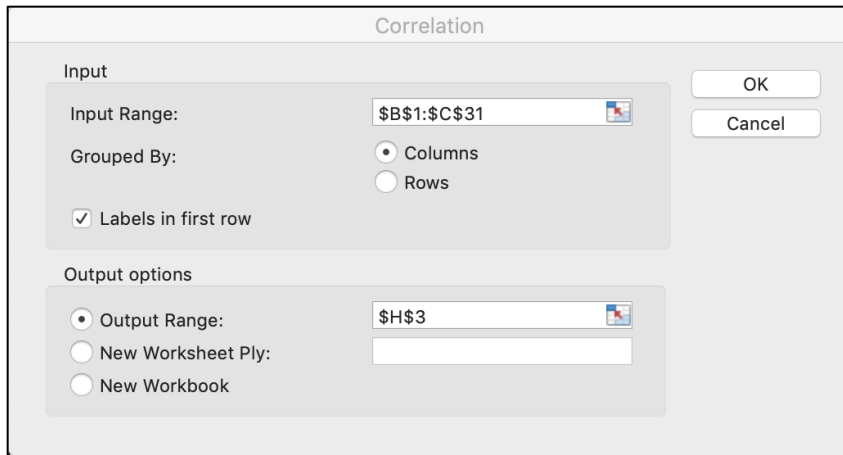 Correlation
Input
Input Range: $B$1:$C$31
Grouped By: Columns
Rows
Labels in first row
OK
Cancel
Output options
Output Range: $H$3
New Worksheet Ply:
New Workbook